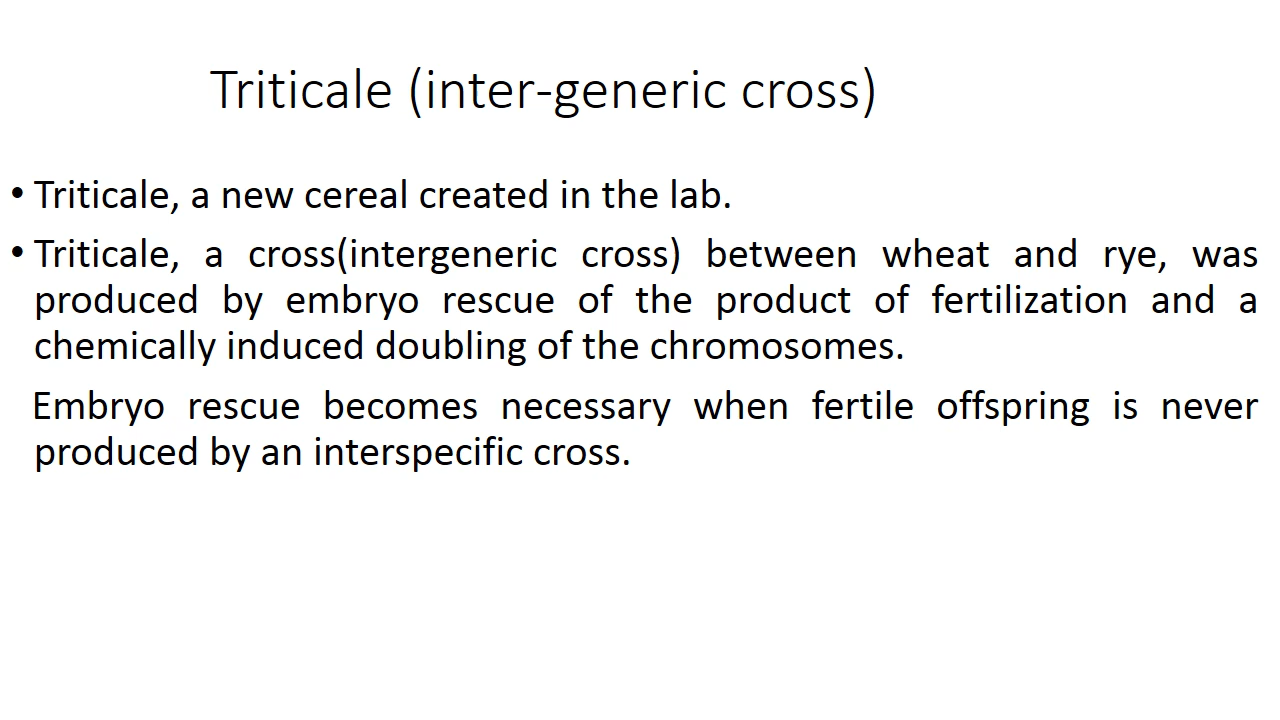 Triticale (inter-generic cross)
• Triticale, a new cereal created in the lab.
• Triticale, a cross(intergeneric cross) between wheat and rye, was
produced by embryo rescue of the product of fertilization and a
chemically induced doubling of the chromosomes.
Embryo rescue becomes necessary when fertile offspring is never
produced by an interspecific cross.